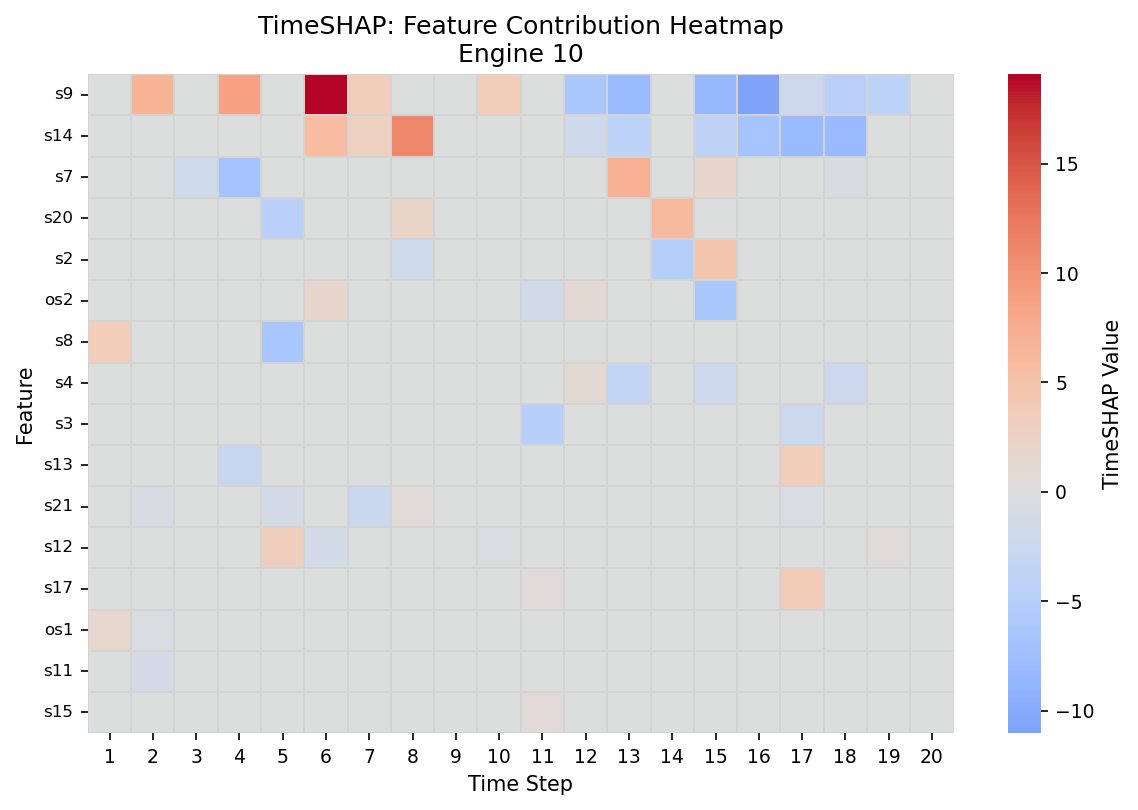 TimeSHAP: Feature Contribution Heatmap
Engine 10
s9
s14
s7
s20
s2
os2
s8
s4
s3
s13
s21
s12
s17
os1
s11
s15
Feature
1 2 3 4 5 6 7 8 9 10 11 12 13 14 15 16 17 18 19 20
Time Step
15
10
5
0
−5
−10
TimeSHAP Value